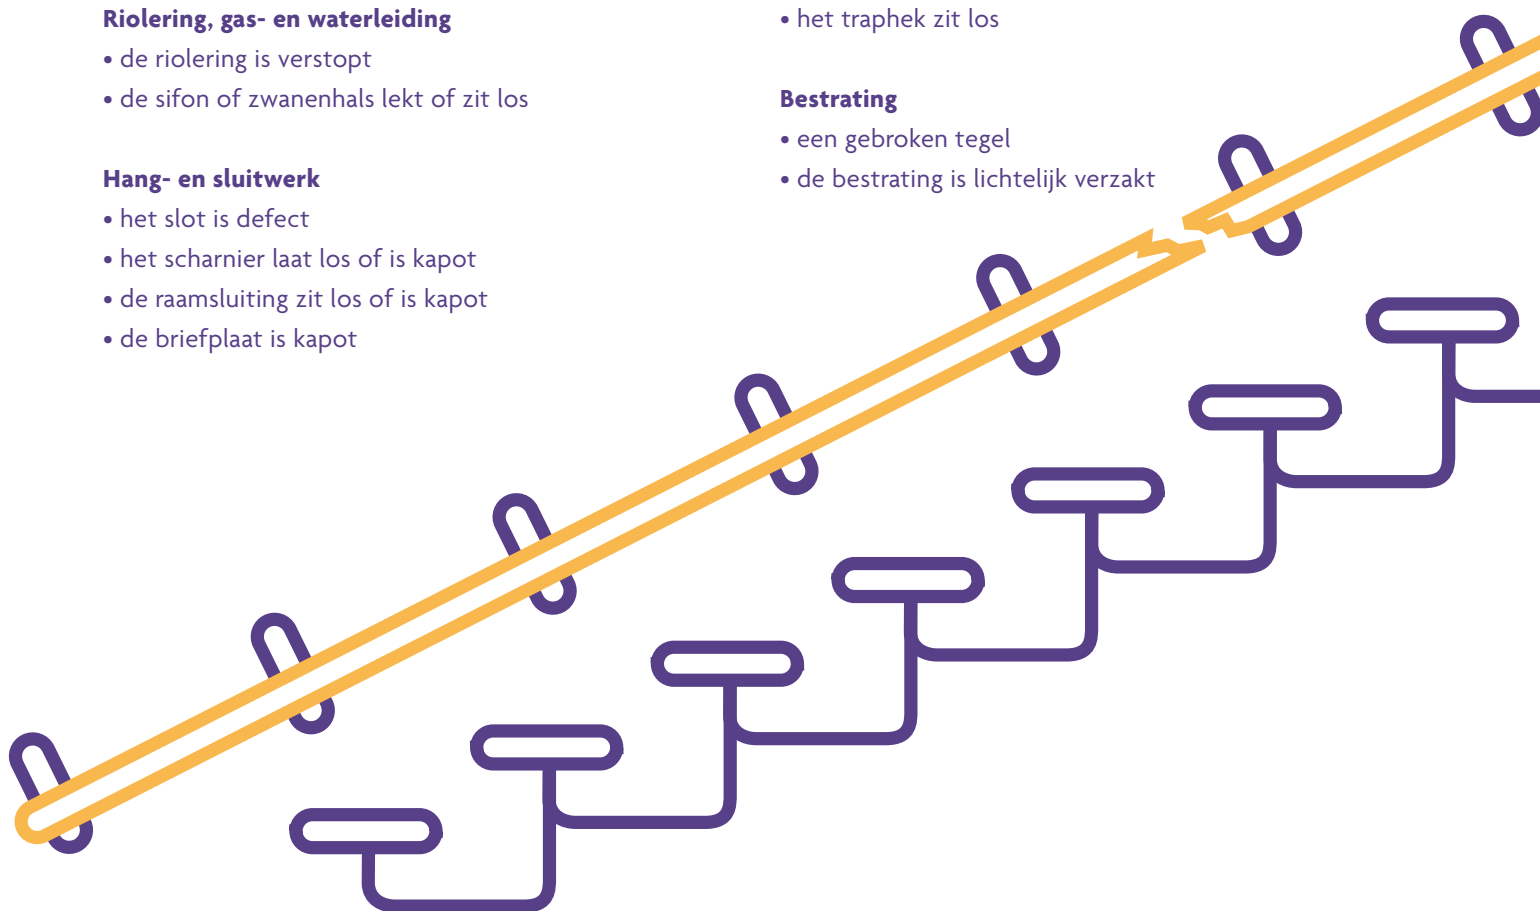 Riolering, gas- en waterleiding
• de riolering is verstopt
• de sifon of zwanenhals lekt of zit los
Hang- en sluitwerk
• het slot is defect
• het scharnier laat los of is kapot
• de raamsluiting zit los of is kapot
• de briefplaat is kapot
• het traphek zit los
Bestrating
• een gebroken tegel
• de bestrating is lichtelijk verzakt